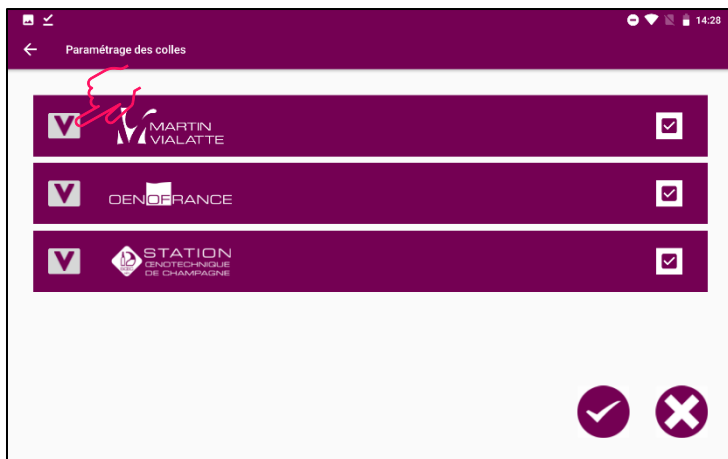 14:28
Paramétrage des colles
V
MARTIN
VIALATTE
V
OENOFRANCE
V
STATION
ŒNOTECHNIQUE
DE CHAMPAGNE